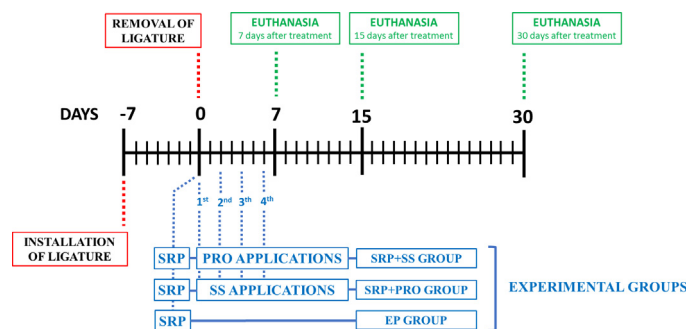 REMOVAL OF
LIGATURE
EUTHANASIA
7 days after treatment
EUTHANASIA
15 days after treatment
EUTHANASIA
30 days after treatment
DAYS
-7
0
7
15
30
1st
2nd
3th
4th
INSTALLATION
OF LIGATURE
SRP
PRO APPLICATIONS
SRP+SS GROUP
SRP
SS APPLICATIONS
SRP+PRO GROUP
EXPERIMENTAL GROUPS
SRP
EP GROUP